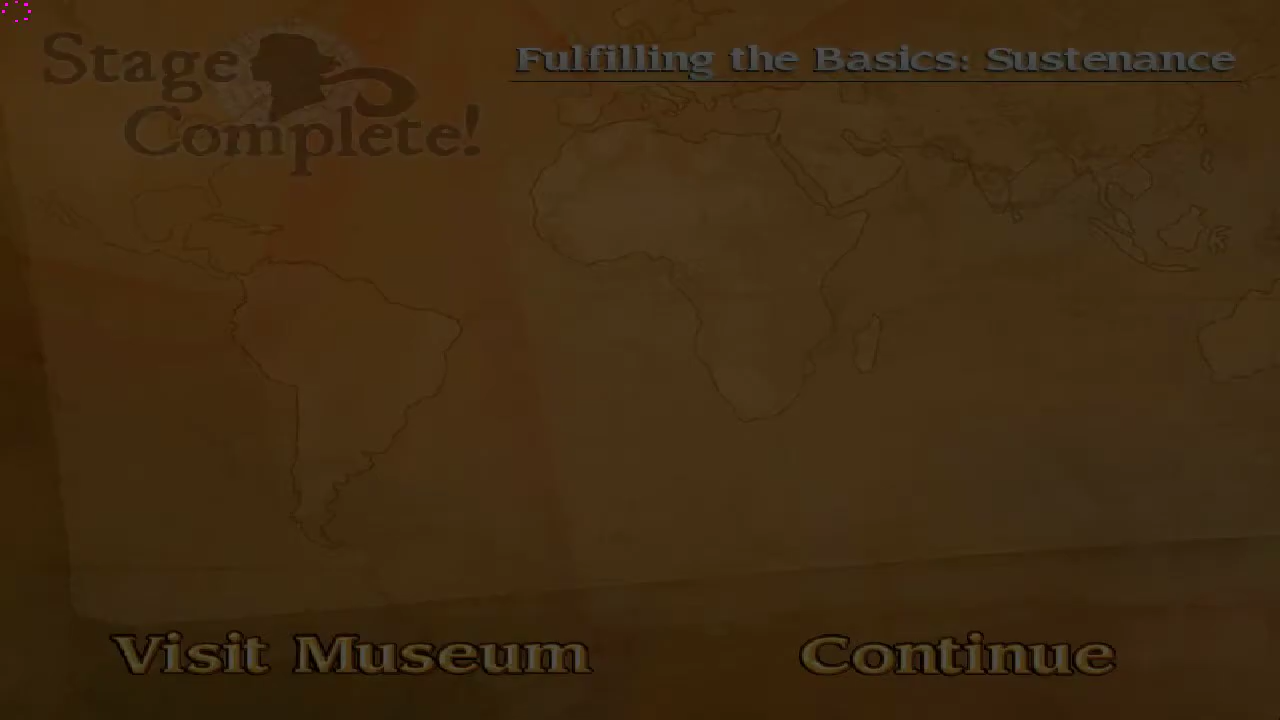 Stage
Complete!
Fulfilling the Basics: Sustenance
Visit Museum
Continue